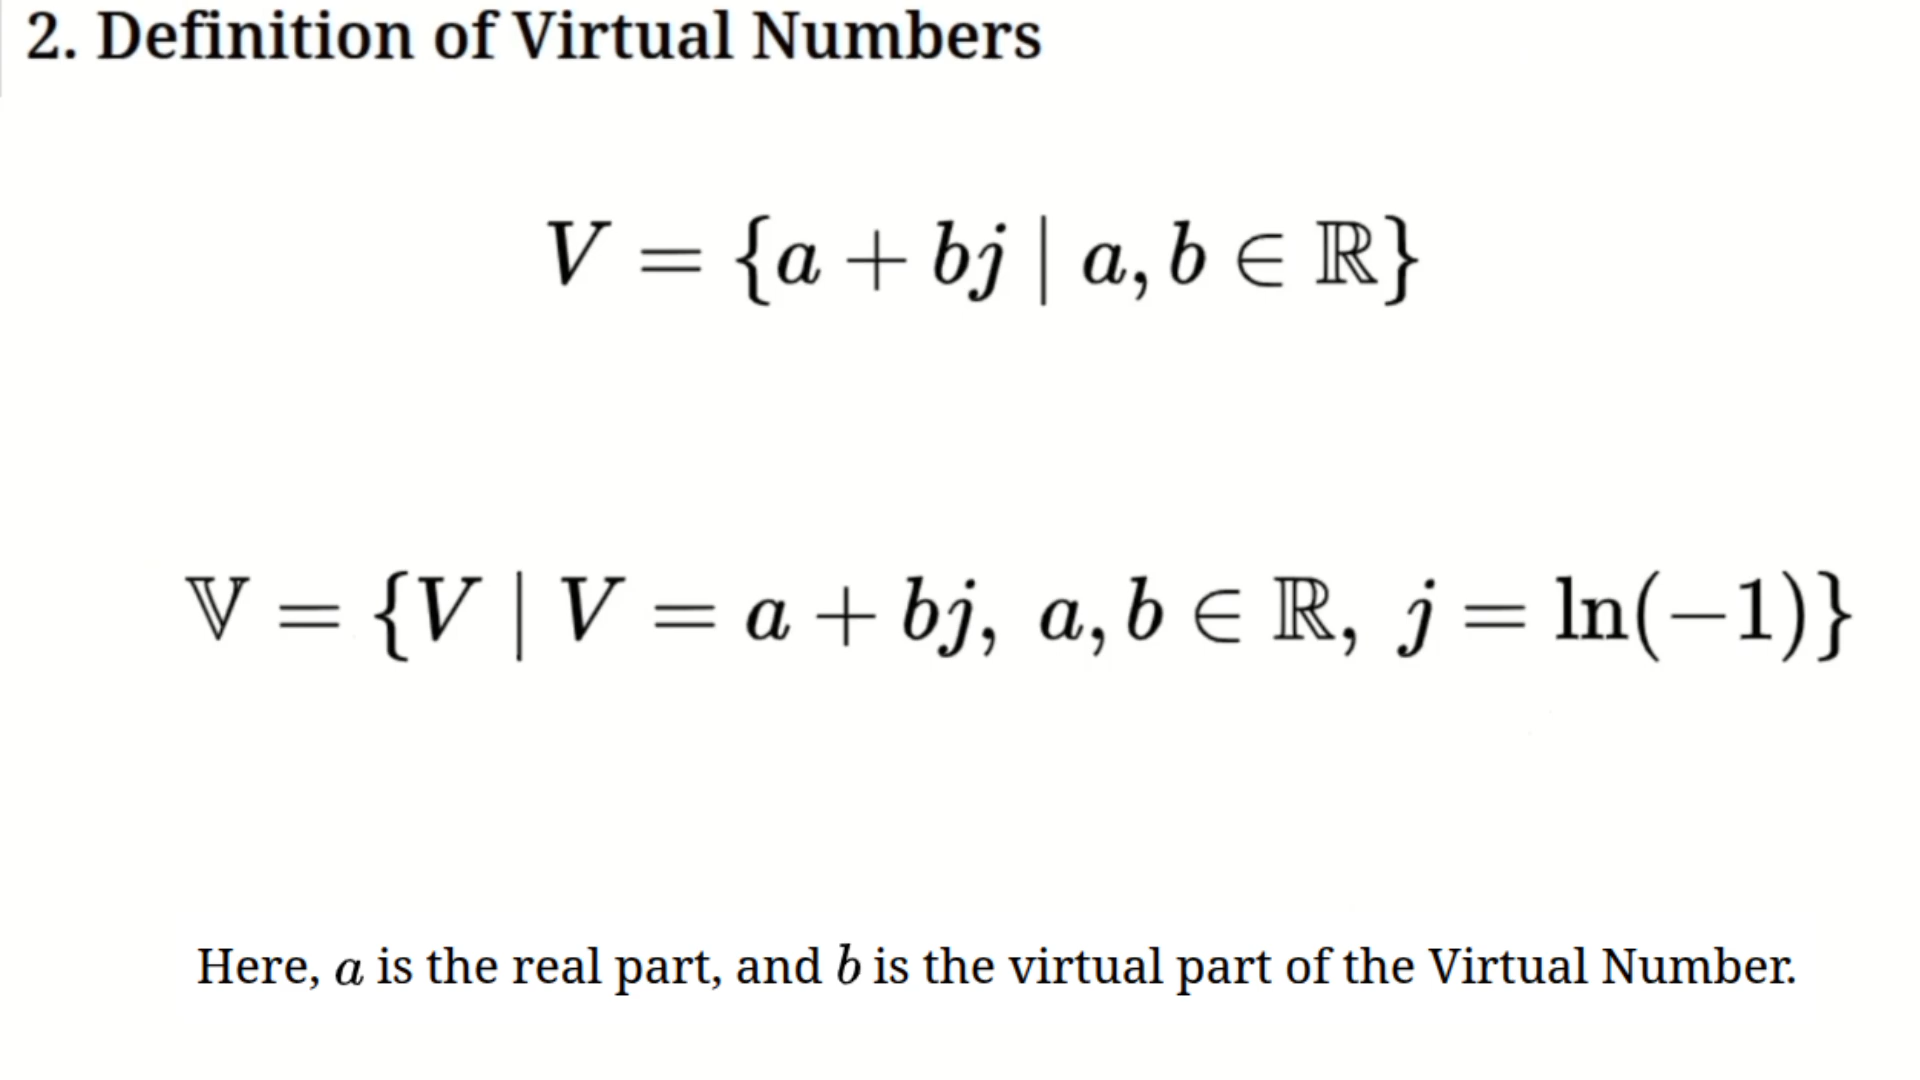 2. Definition of Virtual Numbers
V = {a + bj | a, b ∈ ℝ}
𝕍 = {V | V = a + bj, a, b ∈ ℝ, j = ln(−1)}
Here, a is the real part, and b is the virtual part of the Virtual Number.